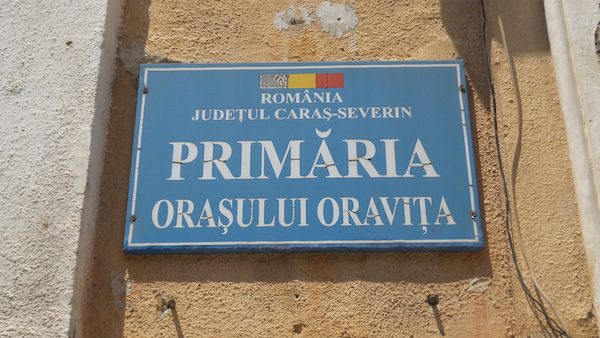 ROMÂNIA
JUDEȚUL CARAȘ-SEVERIN
PRIMĂRIA
ORAȘULUI ORAViȚA